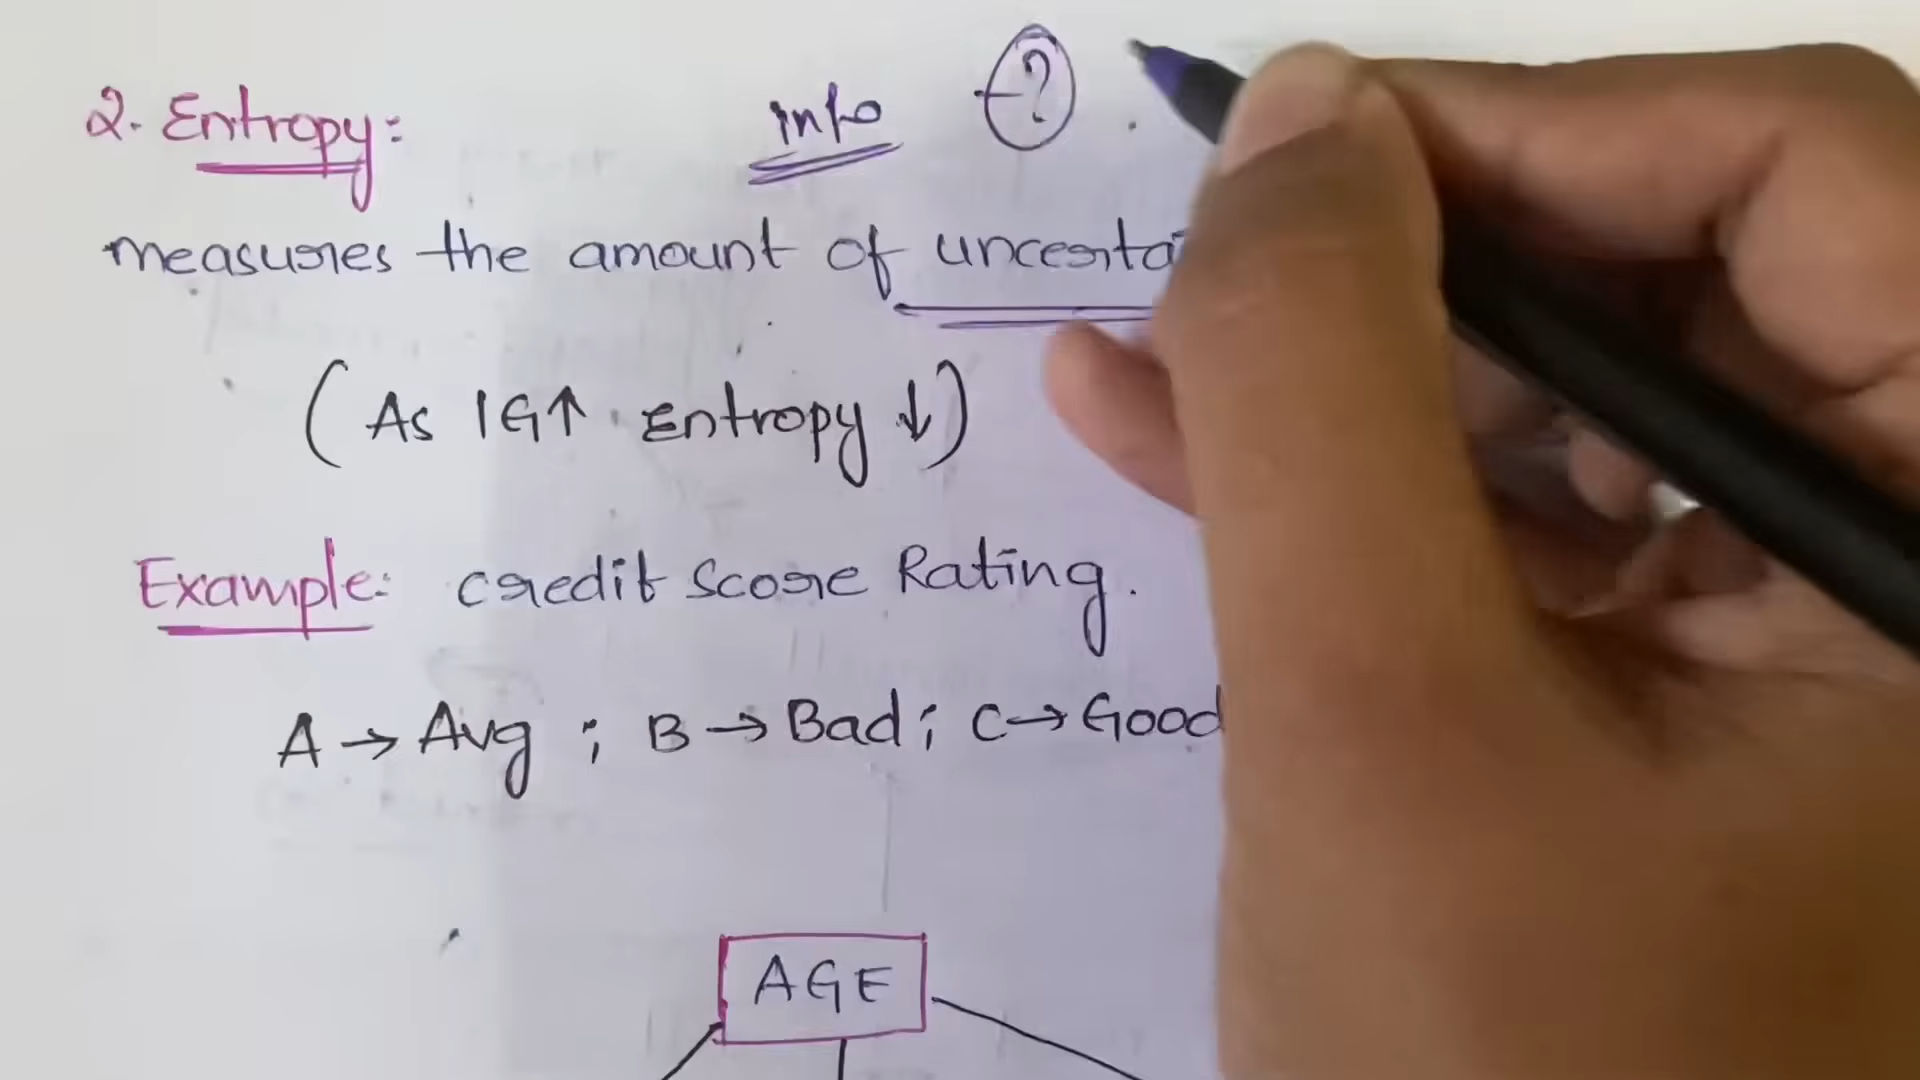 2. Entropy:
info ?
measures the amount of
(As IG↑ Entropy ↓)
Example: credit score Rating.
A → Avg ; B → Bad ; C → Good
AGE